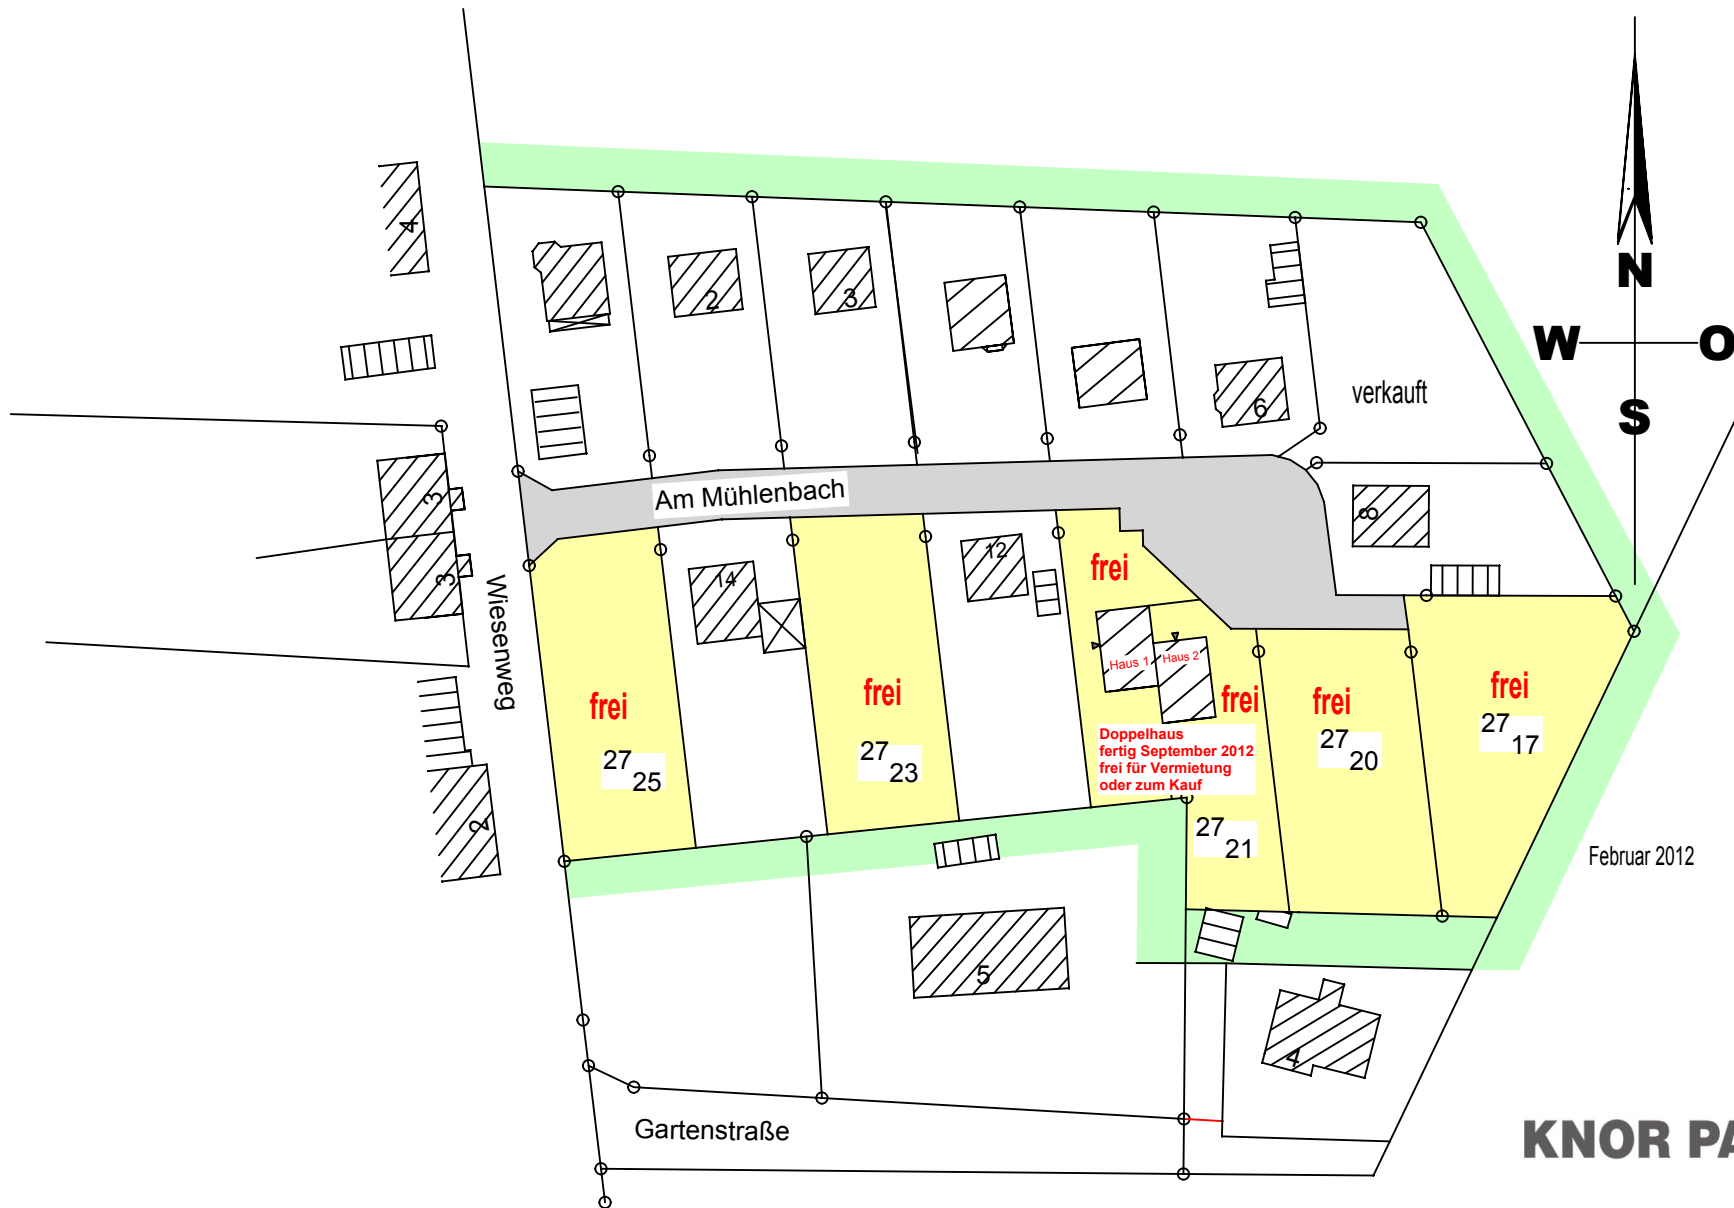 4
2
3
6
verkauft
N
W
O
S
Am Mühlenbach
3
3
8
12
14
Wiesenweg
frei
Haus 1
Haus 2
frei
27
25
frei
27
23
frei
frei
27
20
frei
27
17
Doppelhaus
fertig September 2012
frei für Vermietung
oder zum Kauf
27
21
2
Februar 2012
5
4
Gartenstraße
KNOR PA